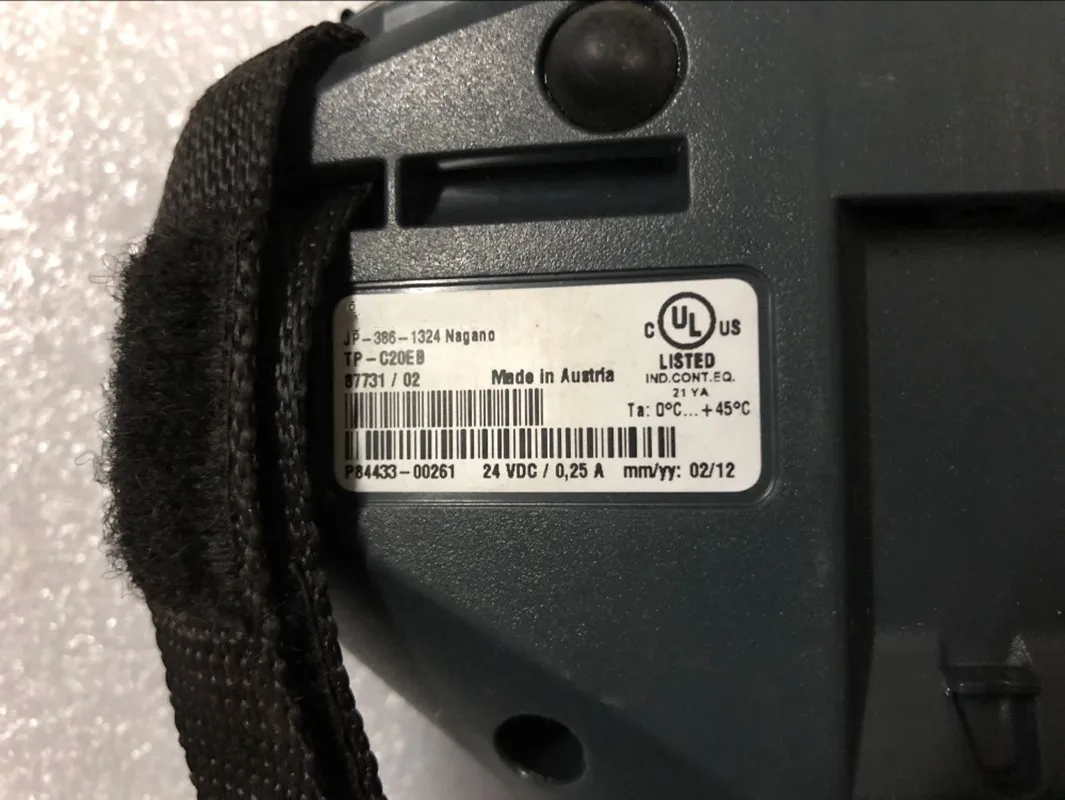 JP-386-1324 Nagano
TP-C20EB
87731 / 02
Made in Austria
C UL US
LISTED
IND.CONT.EQ.
21 YA
Ta: 0°C...+45°C
P84433-00261 24 VDC / 0,25 A mm/yy: 02/12